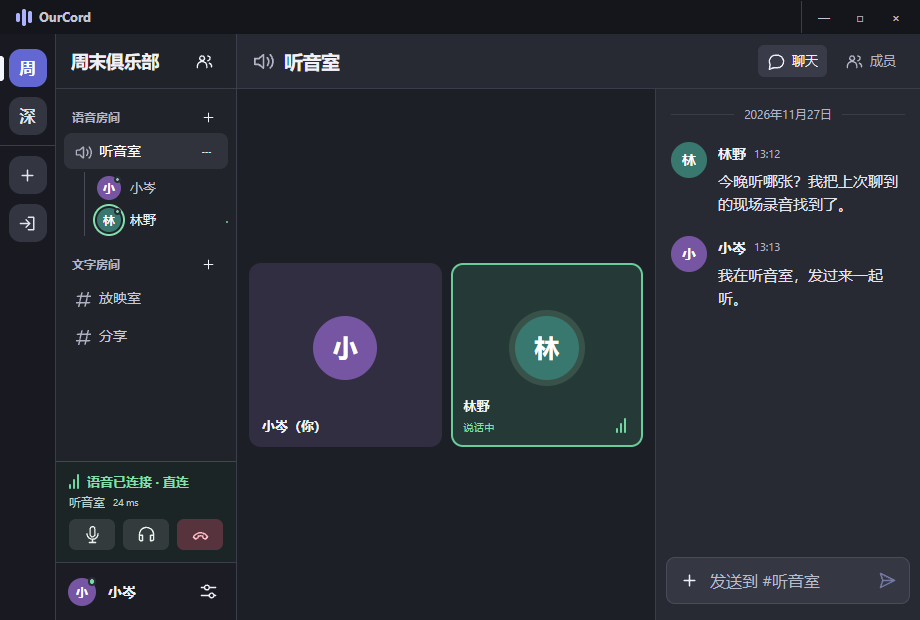 OurCord
周
深
周末俱乐部
语音房间
听音室
小 小岑
林 林野
文字房间
# 放映室
# 分享
语音已连接 · 直连
听音室 24 ms
小 小岑
听音室
聊天
成员
小
小岑（你）
林
林野
说话中
2026年11月27日
林 林野 13:12
今晚听哪张？我把上次聊到
的现场录音找到了。
小 小岑 13:13
我在听音室，发过来一起
听。
发送到 #听音室